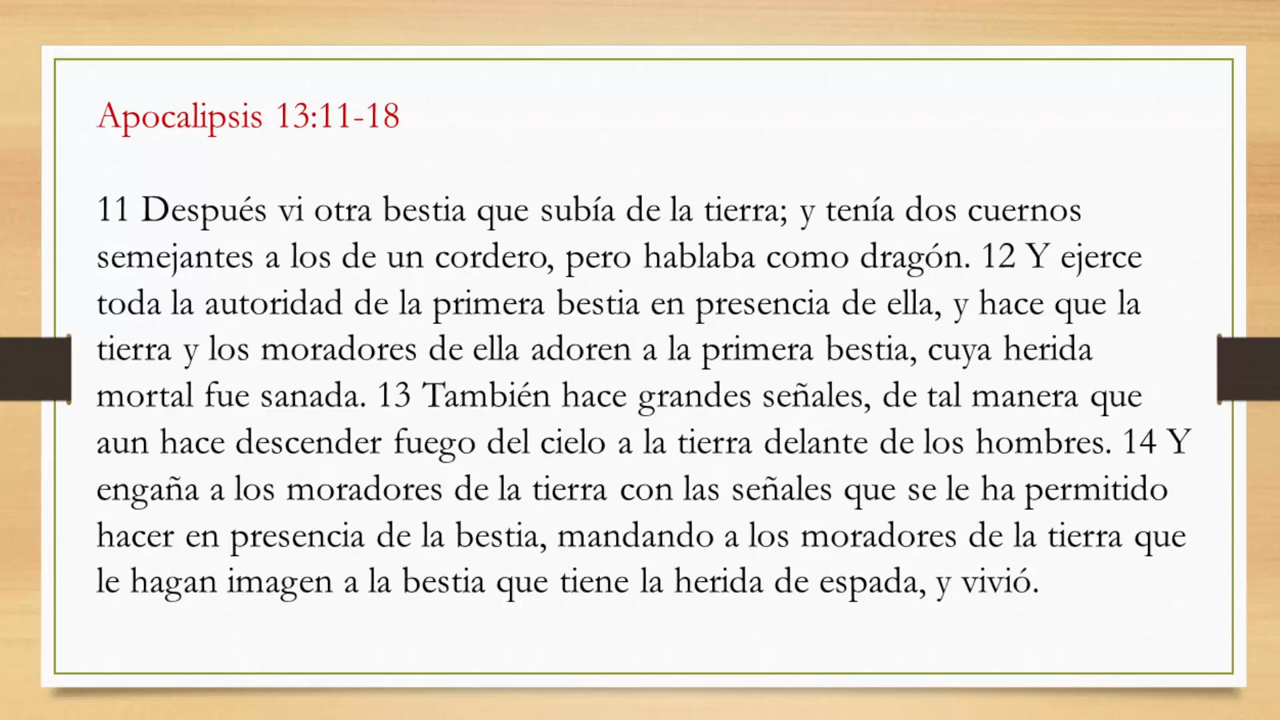 Apocalipsis 13:11-18
11 Después vi otra bestia que subía de la tierra; y tenía dos cuernos
semejantes a los de un cordero, pero hablaba como dragón. 12 Y ejerce
toda la autoridad de la primera bestia en presencia de ella, y hace que la
tierra y los moradores de ella adoren a la primera bestia, cuya herida
mortal fue sanada. 13 También hace grandes señales, de tal manera que
aun hace descender fuego del cielo a la tierra delante de los hombres. 14 Y
engaña a los moradores de la tierra con las señales que se le ha permitido
hacer en presencia de la bestia, mandando a los moradores de la tierra que
le hagan imagen a la bestia que tiene la herida de espada, y vivió.